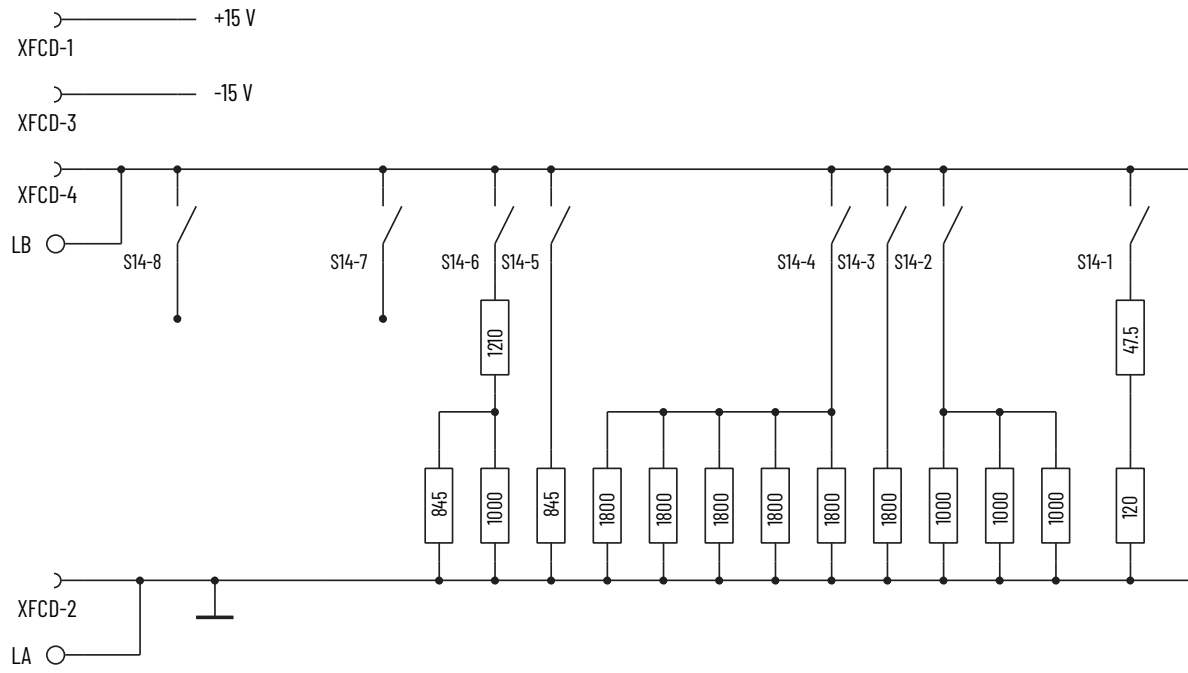 +15 V
XFCD-1
-15 V
XFCD-3
XFCD-4
LB
S14-8
S14-7
S14-6
S14-5
S14-4
S14-3
S14-2
S14-1
1210
47.5
845
1000
845
1800
1800
1800
1800
1800
1800
1000
1000
1000
120
XFCD-2
LA